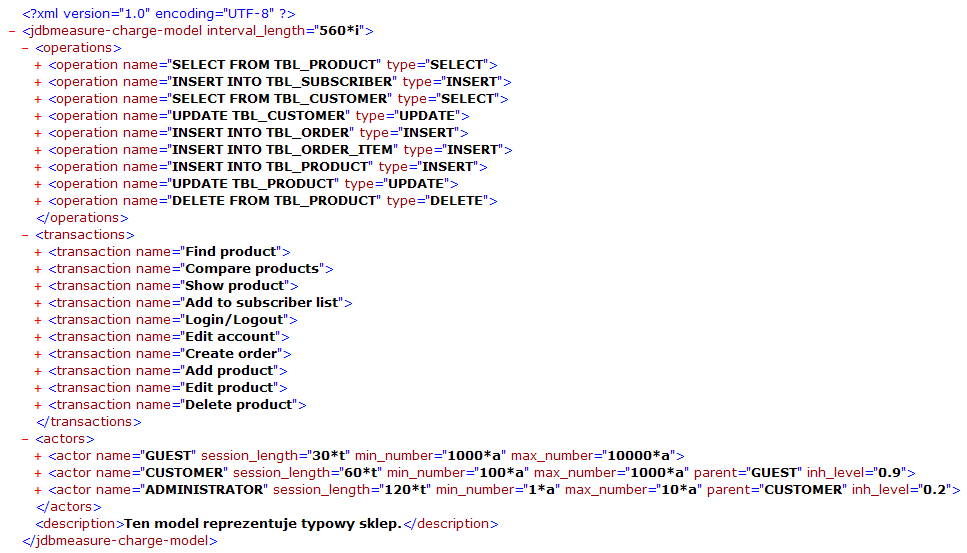 <?xml version="1.0" encoding="UTF-8" ?>
− <jdbmeasure-charge-model interval_length="560*i">
− <operations>
+ <operation name="SELECT FROM TBL_PRODUCT" type="SELECT">
+ <operation name="INSERT INTO TBL_SUBSCRIBER" type="INSERT">
+ <operation name="SELECT FROM TBL_CUSTOMER" type="SELECT">
+ <operation name="UPDATE TBL_CUSTOMER" type="UPDATE">
+ <operation name="INSERT INTO TBL_ORDER" type="INSERT">
+ <operation name="INSERT INTO TBL_ORDER_ITEM" type="INSERT">
+ <operation name="INSERT INTO TBL_PRODUCT" type="INSERT">
+ <operation name="UPDATE TBL_PRODUCT" type="UPDATE">
+ <operation name="DELETE FROM TBL_PRODUCT" type="DELETE">
</operations>
− <transactions>
+ <transaction name="Find product">
+ <transaction name="Compare products">
+ <transaction name="Show product">
+ <transaction name="Add to subscriber list">
+ <transaction name="Login/Logout">
+ <transaction name="Edit account">
+ <transaction name="Create order">
+ <transaction name="Add product">
+ <transaction name="Edit product">
+ <transaction name="Delete product">
</transactions>
− <actors>
+ <actor name="GUEST" session_length="30*t" min_number="1000*a" max_number="10000*a">
+ <actor name="CUSTOMER" session_length="60*t" min_number="100*a" max_number="1000*a" parent="GUEST" inh_level="0.9">
+ <actor name="ADMINISTRATOR" session_length="120*t" min_number="1*a" max_number="10*a" parent="CUSTOMER" inh_level="0.2">
</actors>
<description>Ten model reprezentuje typowy sklep.</description>
</jdbmeasure-charge-model>